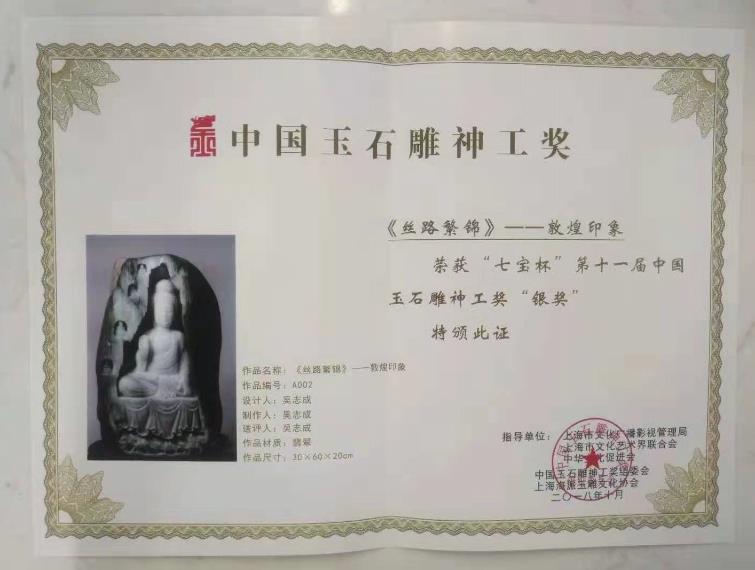 中国玉石雕神工奖
《丝路繁锦》——敦煌印象
荣获“七宝杯”第十一届中国
玉石雕神工奖“银奖”
特颁此证
作品名称：《丝路繁锦》——敦煌印象
作品编号：A002
设计人：吴志成
制作人：吴志成
送评人：吴志成
作品材质：翡翠
作品尺寸：30×60×20cm
指导单位：上海市文化广播影视管理局
上海市文化艺术界联合会
中华文化促进会
中国玉石雕神工奖组委会
上海海派玉雕文化协会
二〇一八年十月